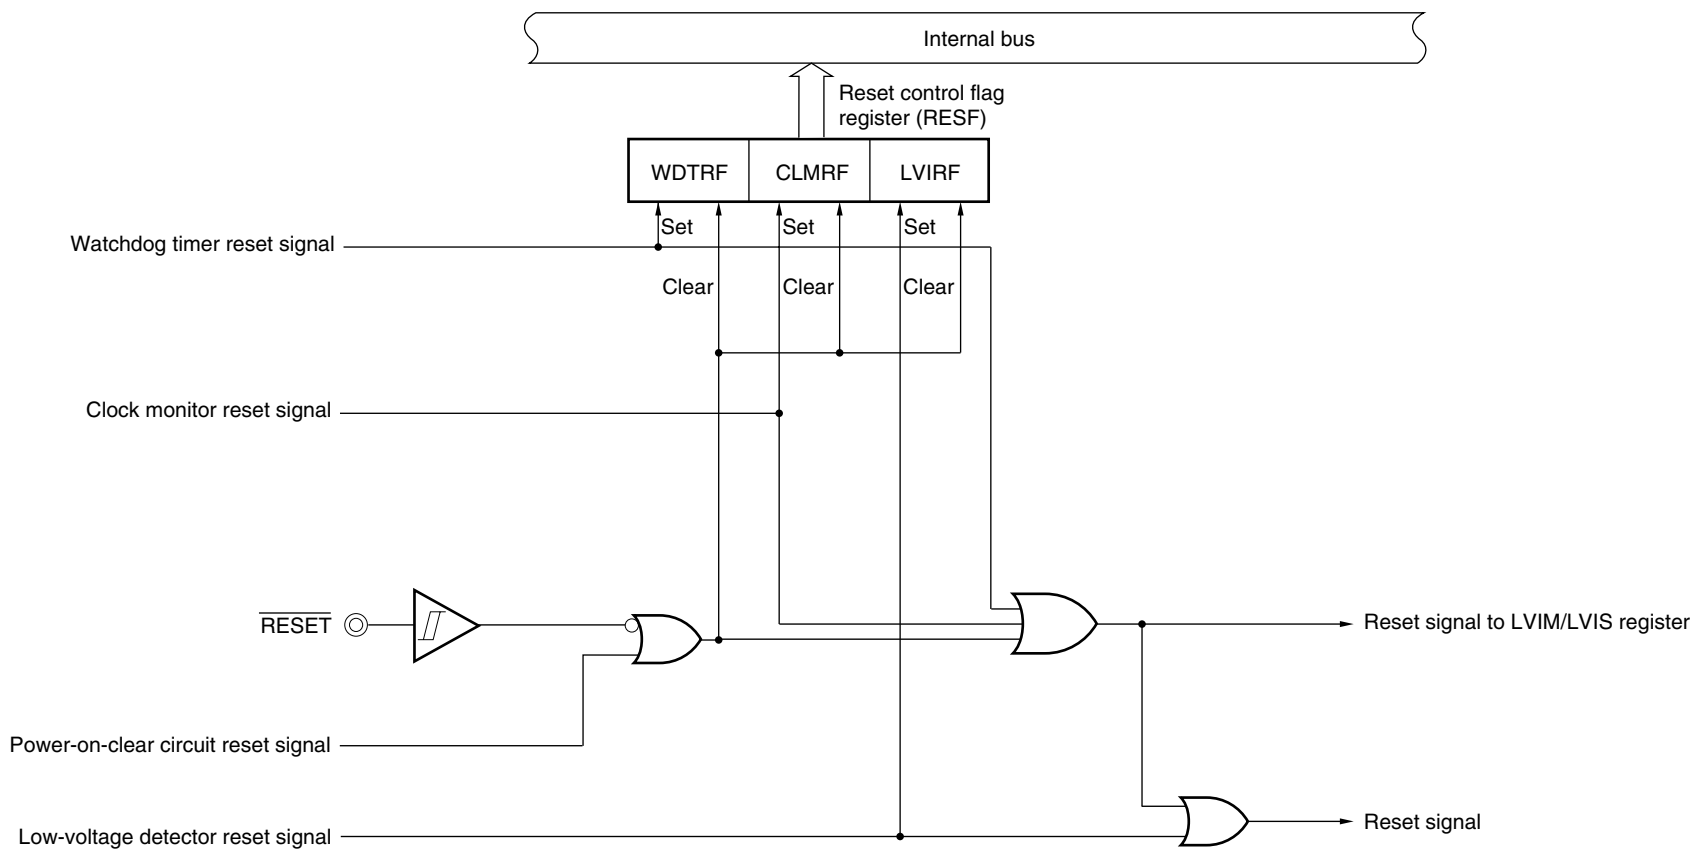 Internal bus
Reset control flag
register (RESF)
WDTRF CLMRF LVIRF
Set Set Set
Watchdog timer reset signal
Clear Clear Clear
Clock monitor reset signal
RESET
Reset signal to LVIM/LVIS register
Power-on-clear circuit reset signal
Low-voltage detector reset signal
Reset signal